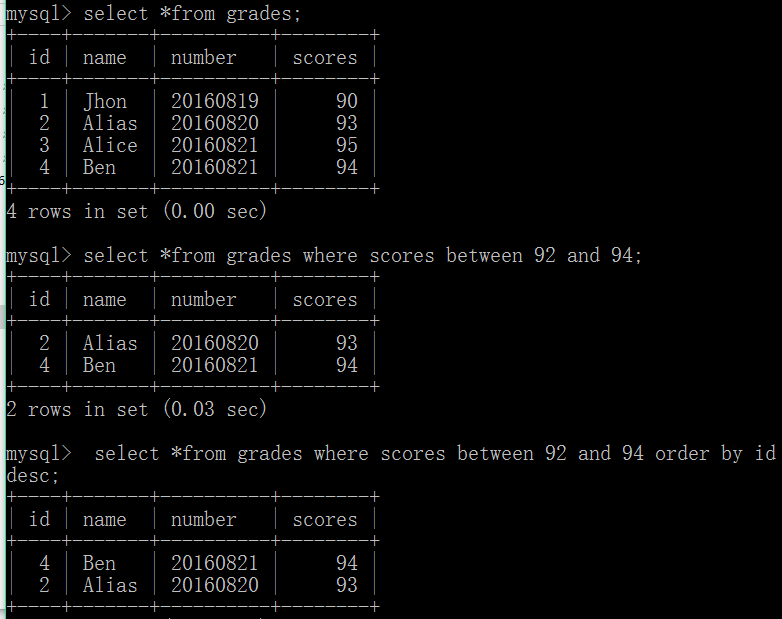 mysql> select *from grades;
+----+-------+----------+--------+
| id | name  | number   | scores |
+----+-------+----------+--------+
|  1 | Jhon  | 20160819 |     90 |
|  2 | Alias | 20160820 |     93 |
|  3 | Alice | 20160821 |     95 |
|  4 | Ben   | 20160821 |     94 |
+----+-------+----------+--------+
4 rows in set (0.00 sec)
mysql> select *from grades where scores between 92 and 94;
+----+-------+----------+--------+
| id | name  | number   | scores |
+----+-------+----------+--------+
|  2 | Alias | 20160820 |     93 |
|  4 | Ben   | 20160821 |     94 |
+----+-------+----------+--------+
2 rows in set (0.03 sec)
mysql>  select *from grades where scores between 92 and 94 order by id
desc;
+----+-------+----------+--------+
| id | name  | number   | scores |
+----+-------+----------+--------+
|  4 | Ben   | 20160821 |     94 |
|  2 | Alias | 20160820 |     93 |
+----+-------+----------+--------+